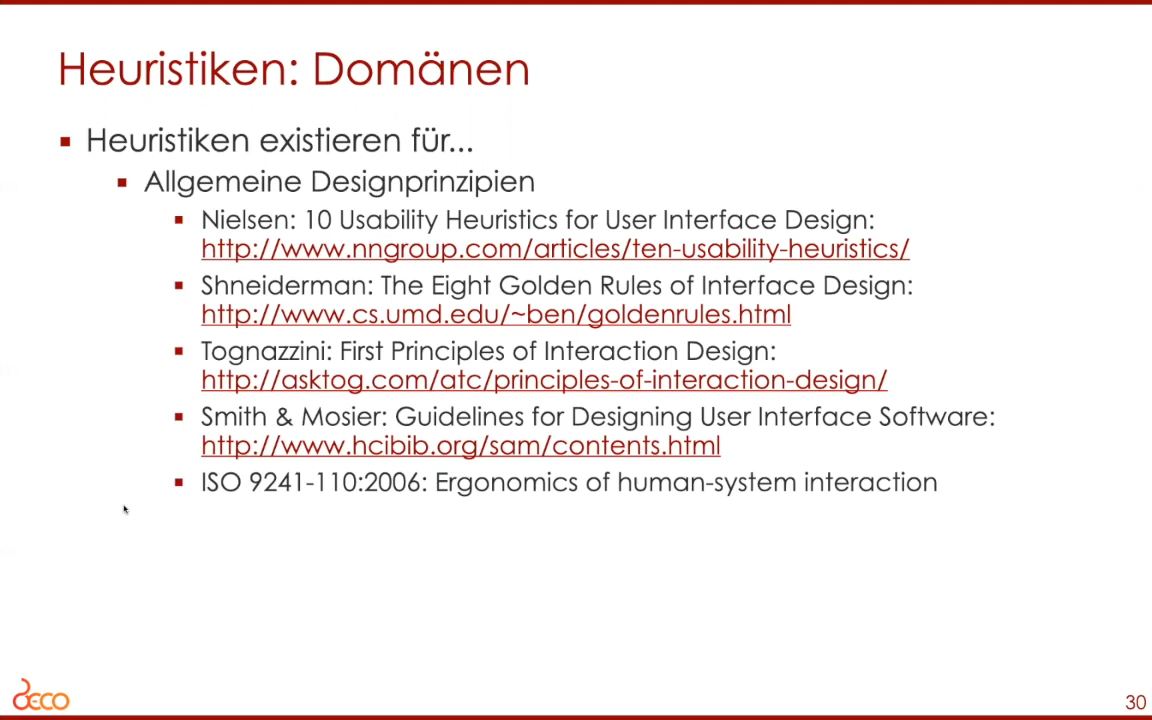 Heuristiken: Domänen
Heuristiken existieren für...
Allgemeine Designprinzipien
Nielsen: 10 Usability Heuristics for User Interface Design:
http://www.nngroup.com/articles/ten-usability-heuristics/
Shneiderman: The Eight Golden Rules of Interface Design:
http://www.cs.umd.edu/~ben/goldenrules.html
Tognazzini: First Principles of Interaction Design:
http://asktog.com/atc/principles-of-interaction-design/
Smith & Mosier: Guidelines for Designing User Interface Software:
http://www.hcibib.org/sam/contents.html
ISO 9241-110:2006: Ergonomics of human-system interaction
DECO
30